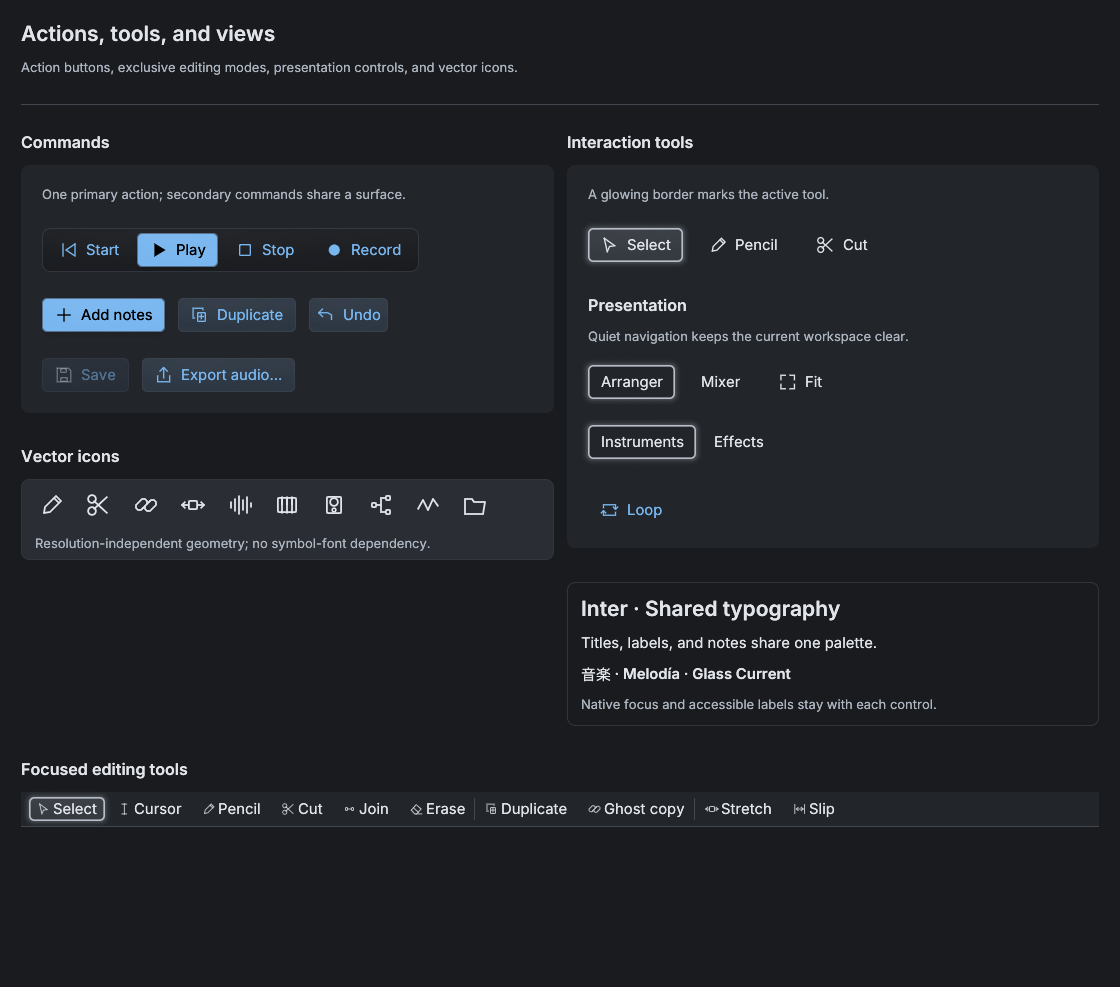 Actions, tools, and views
Action buttons, exclusive editing modes, presentation controls, and vector icons.
Commands
One primary action; secondary commands share a surface.
Start Play Stop Record
Add notes Duplicate Undo
Save Export audio...
Vector icons
Resolution-independent geometry; no symbol-font dependency.
Interaction tools
A glowing border marks the active tool.
Select Pencil Cut
Presentation
Quiet navigation keeps the current workspace clear.
Arranger Mixer Fit
Instruments Effects
Loop
Inter · Shared typography
Titles, labels, and notes share one palette.
音楽 · Melodía · Glass Current
Native focus and accessible labels stay with each control.
Focused editing tools
Select Cursor Pencil Cut Join Erase Duplicate Ghost copy Stretch Slip